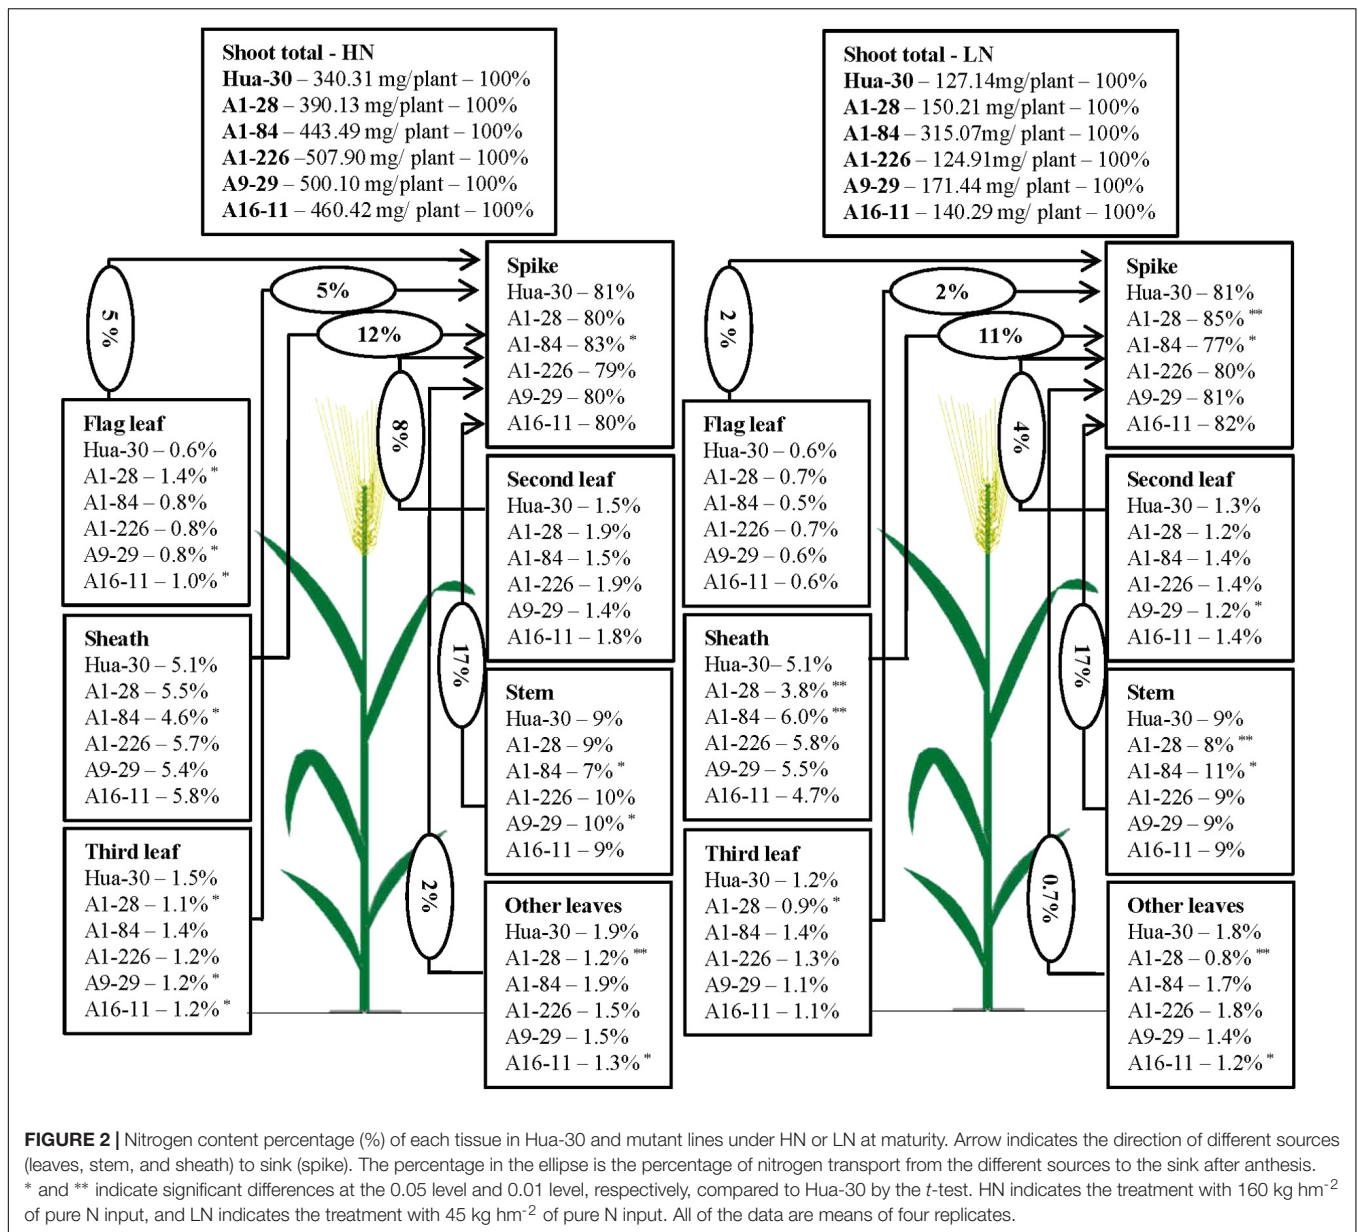 Shoot total - HN
Hua-30 – 340.31 mg/plant – 100%
A1-28 – 390.13 mg/plant – 100%
A1-84 – 443.49 mg/ plant – 100%
A1-226 –507.90 mg/ plant – 100%
A9-29 – 500.10 mg/plant – 100%
A16-11 – 460.42 mg/ plant – 100%
5%
5%
12%
8%
17%
2%
Spike
Hua-30 – 81%
A1-28 – 80%
A1-84 – 83% *
A1-226 – 79%
A9-29 – 80%
A16-11 – 80%
Flag leaf
Hua-30 – 0.6%
A1-28 – 1.4% *
A1-84 – 0.8%
A1-226 – 0.8%
A9-29 – 0.8% *
A16-11 – 1.0% *
Second leaf
Hua-30 – 1.5%
A1-28 – 1.9%
A1-84 – 1.5%
A1-226 – 1.9%
A9-29 – 1.4%
A16-11 – 1.8%
Sheath
Hua-30 – 5.1%
A1-28 – 5.5%
A1-84 – 4.6% *
A1-226 – 5.7%
A9-29 – 5.4%
A16-11 – 5.8%
Stem
Hua-30 – 9%
A1-28 – 9%
A1-84 – 7% *
A1-226 – 10%
A9-29 – 10% *
A16-11 – 9%
Third leaf
Hua-30 – 1.5%
A1-28 – 1.1% *
A1-84 – 1.4%
A1-226 – 1.2%
A9-29 – 1.2% *
A16-11 – 1.2% *
Other leaves
Hua-30 – 1.9%
A1-28 – 1.2% **
A1-84 – 1.9%
A1-226 – 1.5%
A9-29 – 1.5%
A16-11 – 1.3% *
Shoot total - LN
Hua-30 – 127.14mg/plant – 100%
A1-28 – 150.21 mg/plant – 100%
A1-84 – 315.07mg/ plant – 100%
A1-226 – 124.91mg/ plant – 100%
A9-29 – 171.44 mg/ plant – 100%
A16-11 – 140.29 mg/ plant – 100%
2%
2%
11%
4%
17%
0.7%
Spike
Hua-30 – 81%
A1-28 – 85% **
A1-84 – 77% *
A1-226 – 80%
A9-29 – 81%
A16-11 – 82%
Flag leaf
Hua-30 – 0.6%
A1-28 – 0.7%
A1-84 – 0.5%
A1-226 – 0.7%
A9-29 – 0.6%
A16-11 – 0.6%
Second leaf
Hua-30 – 1.3%
A1-28 – 1.2%
A1-84 – 1.4%
A1-226 – 1.4%
A9-29 – 1.2% *
A16-11 – 1.4%
Sheath
Hua-30– 5.1%
A1-28 – 3.8% **
A1-84 – 6.0% **
A1-226 – 5.8%
A9-29 – 5.5%
A16-11 – 4.7%
Stem
Hua-30 – 9%
A1-28 – 8% **
A1-84 – 11% *
A1-226 – 9%
A9-29 – 9%
A16-11 – 9%
Third leaf
Hua-30 – 1.2%
A1-28 – 0.9% *
A1-84 – 1.4%
A1-226 – 1.3%
A9-29 – 1.1%
A16-11 – 1.1%
Other leaves
Hua-30 – 1.8%
A1-28 – 0.8% **
A1-84 – 1.7%
A1-226 – 1.8%
A9-29 – 1.4%
A16-11 – 1.2% *
FIGURE 2 | Nitrogen content percentage (%) of each tissue in Hua-30 and mutant lines under HN or LN at maturity. Arrow indicates the direction of different sources
(leaves, stem, and sheath) to sink (spike). The percentage in the ellipse is the percentage of nitrogen transport from the different sources to the sink after anthesis.
* and ** indicate significant differences at the 0.05 level and 0.01 level, respectively, compared to Hua-30 by the t-test. HN indicates the treatment with 160 kg hm⁻²
of pure N input, and LN indicates the treatment with 45 kg hm⁻² of pure N input. All of the data are means of four replicates.